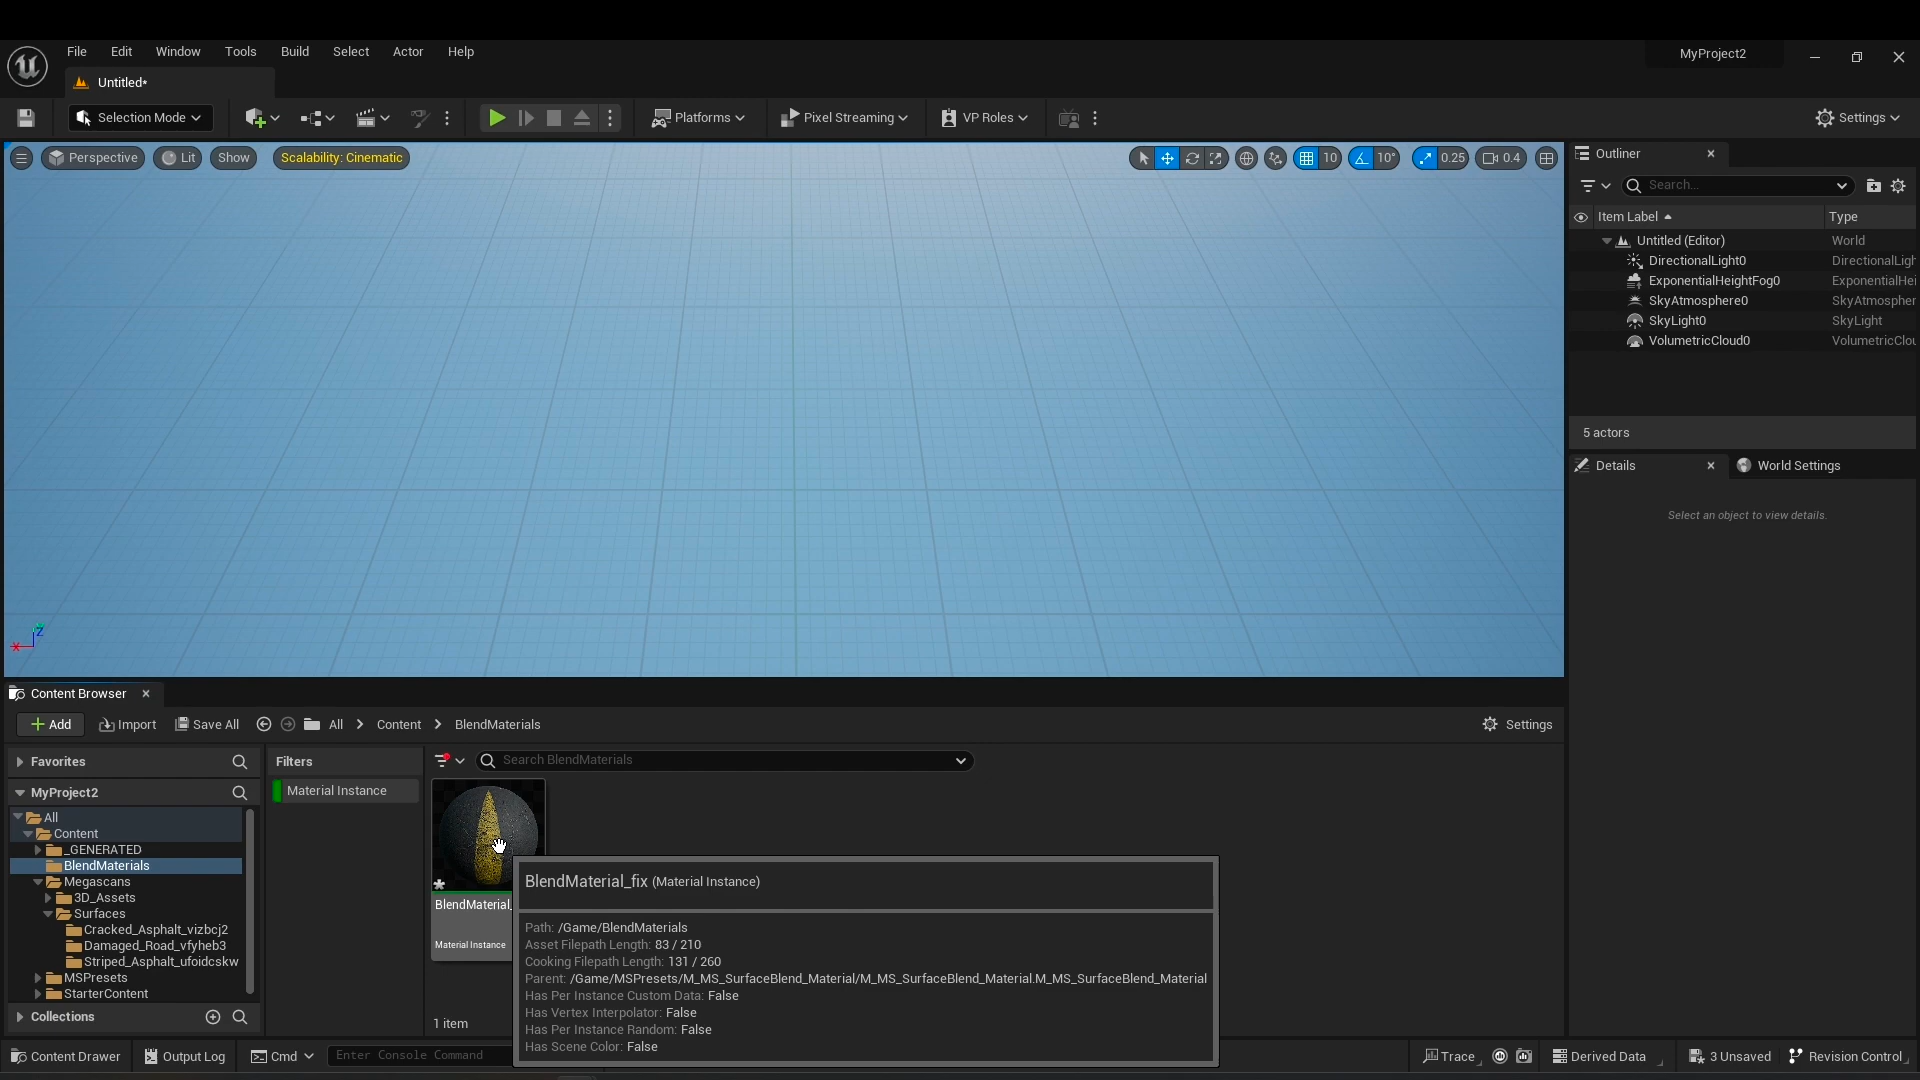 File Edit Window Tools Build Select Actor Help
MyProject2
Untitled*
Selection Mode
Platforms
Pixel Streaming
VP Roles
Settings
Perspective Lit Show Scalability: Cinematic
10 10° 0.25 0.4
Outliner
Search...
Item Label Type
Untitled (Editor) World
DirectionalLight0 DirectionalLigh
ExponentialHeightFog0 ExponentialHei
SkyAtmosphere0 SkyAtmospher
SkyLight0 SkyLight
VolumetricCloud0 VolumetricClou
5 actors
Details World Settings
Select an object to view details.
Z
X
Content Browser
Add Import Save All All Content BlendMaterials Settings
Favorites
Filters
Search BlendMaterials
MyProject2
Material Instance
All
Content
_GENERATED
BlendMaterials
Megascans
3D_Assets
Surfaces
Cracked_Asphalt_vizbcj2
Damaged_Road_vfyheb3
Striped_Asphalt_ufoidcskw
MSPresets
StarterContent
Collections
BlendMaterial_
Material Instance
1 item
BlendMaterial_fix (Material Instance)
Path: /Game/BlendMaterials
Asset Filepath Length: 83 / 210
Cooking Filepath Length: 131 / 260
Parent: /Game/MSPresets/M_MS_SurfaceBlend_Material/M_MS_SurfaceBlend_Material.M_MS_SurfaceBlend_Material
Has Per Instance Custom Data: False
Has Vertex Interpolator: False
Has Per Instance Random: False
Has Scene Color: False
Content Drawer Output Log Cmd Enter Console Command Trace Derived Data 3 Unsaved Revision Control